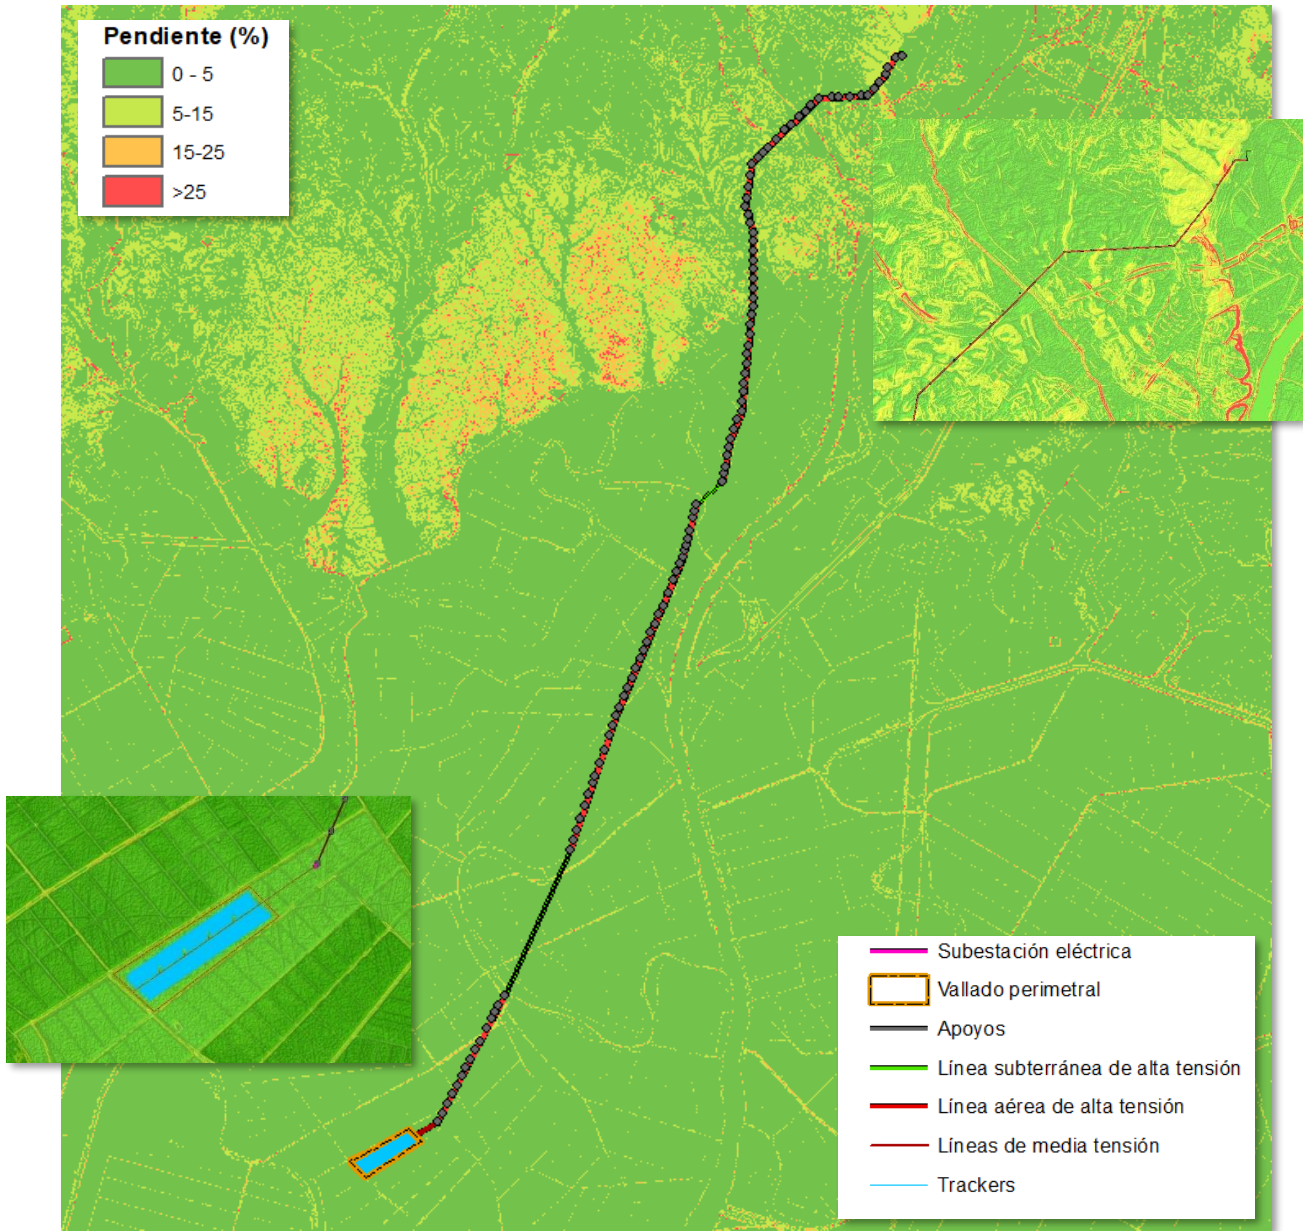 Pendiente (%)
0 - 5
5-15
15-25
>25
Subestación eléctrica
Vallado perimetral
Apoyos
Línea subterránea de alta tensión
Línea aérea de alta tensión
Líneas de media tensión
Trackers